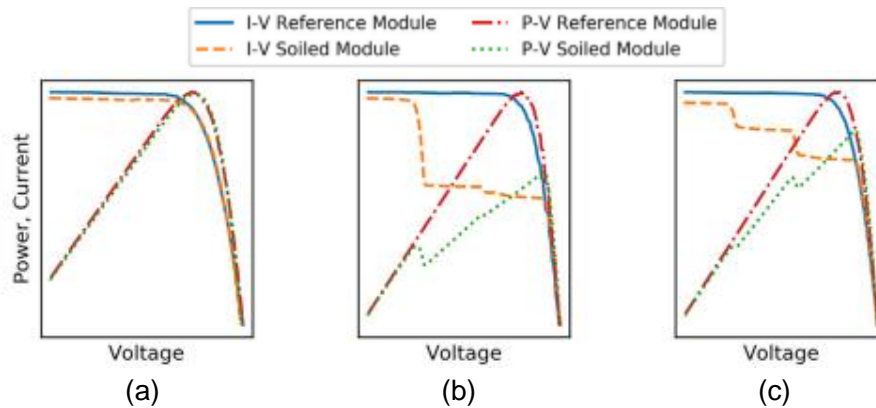 I-V Reference Module P-V Reference Module
I-V Soiled Module P-V Soiled Module
Power, Current
Voltage Voltage Voltage
(a) (b) (c)